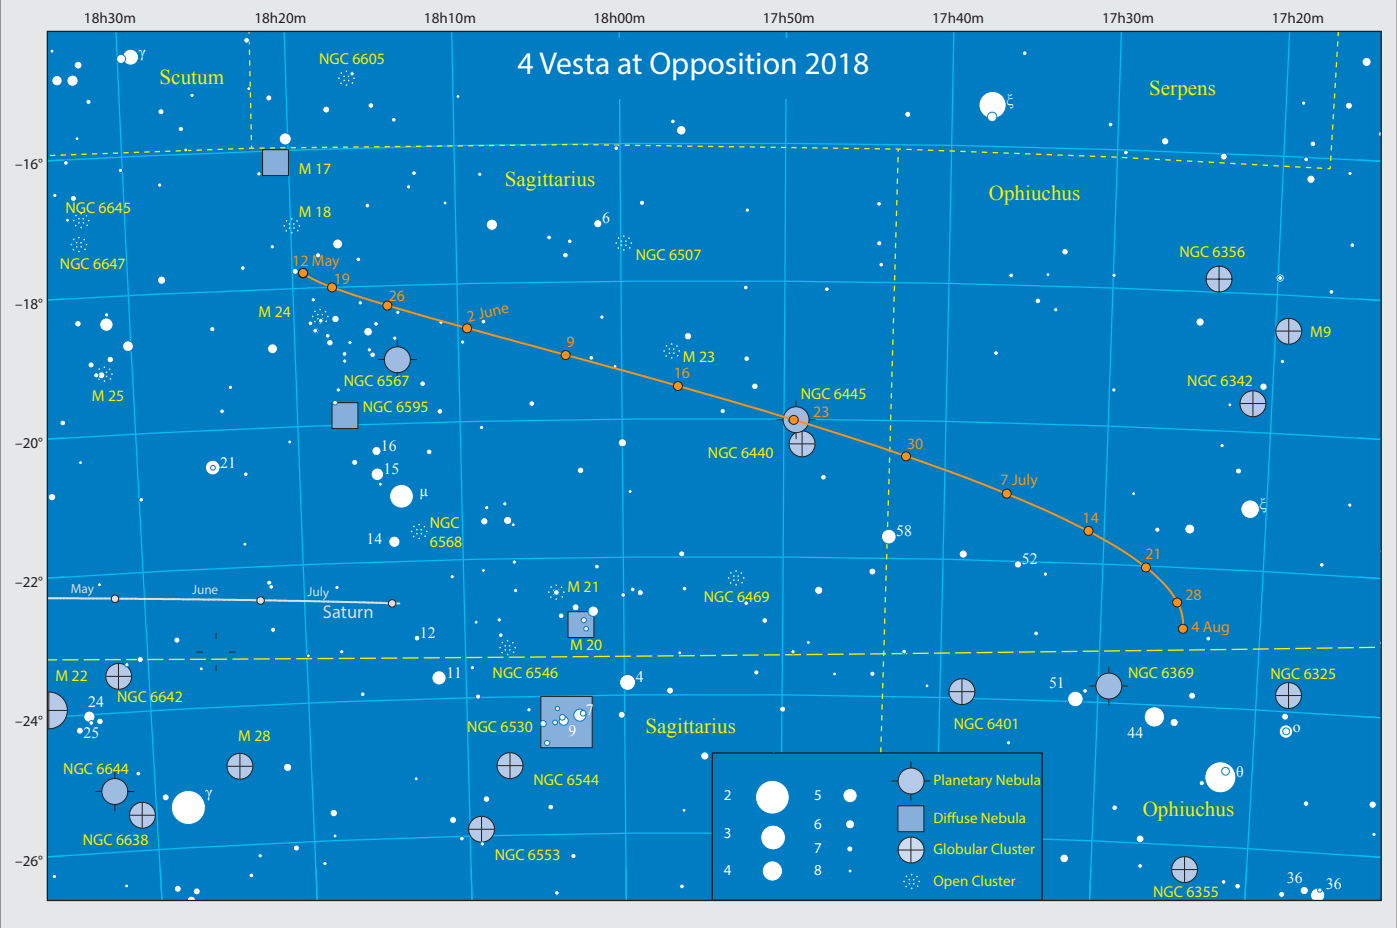 18h30m 18h20m 18h10m 18h00m 17h50m 17h40m 17h30m 17h20m
4 Vesta at Opposition 2018
γ
NGC 6605
Scutum
Serpens
ξ
−16°
M 17
Sagittarius
Ophiuchus
NGC 6645
M 18
6
NGC 6647
NGC 6507
NGC 6356
12 May
19
26
2 June
−18°
M 24
9
M 23
M9
16
NGC 6567
M 25
NGC 6342
NGC 6445
NGC 6595
23
−20°
16
NGC 6440
30
21
15
7 July
μ
ξ
14
NGC
6568
14
58
52
21
−22°
May
June
July
Saturn
M 21
NGC 6469
28
4 Aug
12
M 20
M 22
NGC 6642
11
NGC 6546
4
51
NGC 6369
NGC 6325
24
25
−24°
NGC 6530
7
9
Sagittarius
NGC 6401
44
ο
M 28
NGC 6644
NGC 6544
θ
γ
2
5
Planetary Nebula
Ophiuchus
NGC 6638
3
6
Diffuse Nebula
NGC 6553
7
Globular Cluster
−26°
4
8
Open Cluster
NGC 6355
36
36